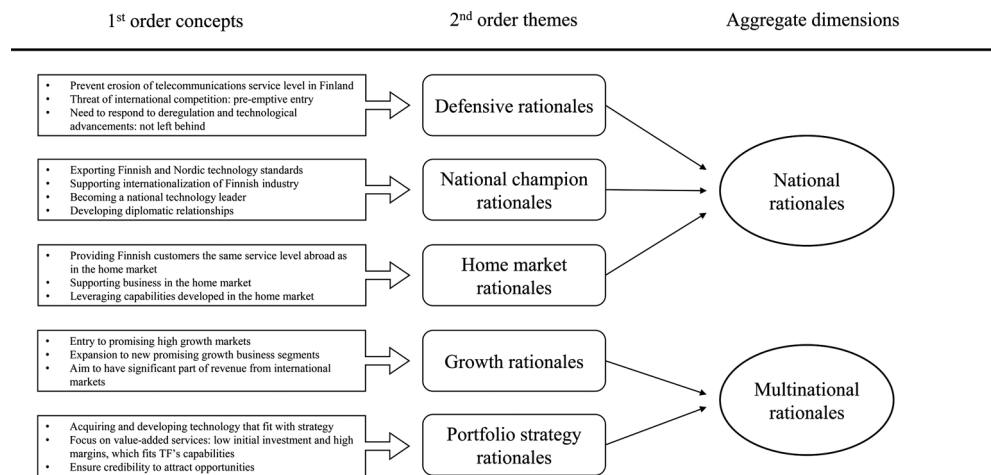 1st order concepts
2nd order themes
Aggregate dimensions
• Prevent erosion of telecommunications service level in Finland
• Threat of international competition: pre-emptive entry
• Need to respond to deregulation and technological
advancements: not left behind
Defensive rationales
• Exporting Finnish and Nordic technology standards
• Supporting internationalization of Finnish industry
• Becoming a national technology leader
• Developing diplomatic relationships
National champion
rationales
National
rationales
• Providing Finnish customers the same service level abroad as
in the home market
• Supporting business in the home market
• Leveraging capabilities developed in the home market
Home market
rationales
• Entry to promising high growth markets
• Expansion to new promising growth business segments
• Aim to have significant part of revenue from international
markets
Growth rationales
Multinational
rationales
• Acquiring and developing technology that fit with strategy
• Focus on value-added services: low initial investment and high
margins, which fits TF's capabilities
• Ensure credibility to attract opportunities
Portfolio strategy
rationales